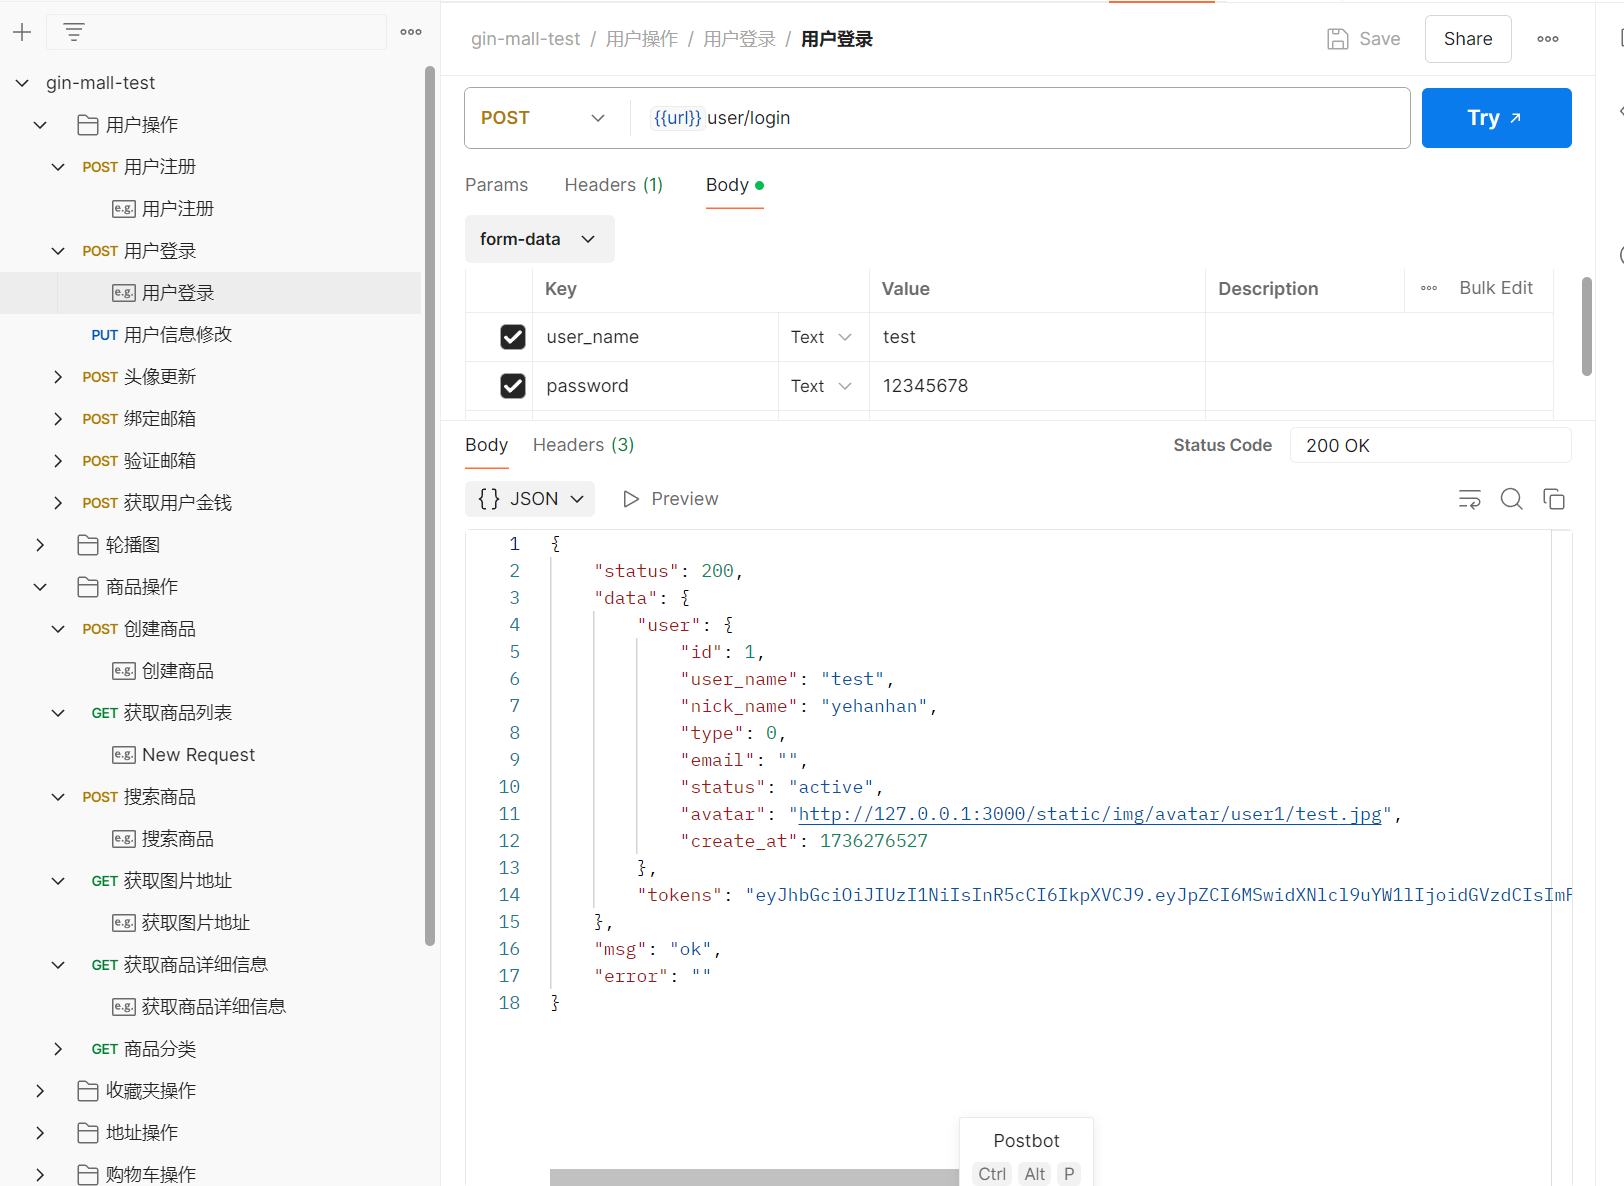 gin-mall-test
用户操作
POST 用户注册
e.g. 用户注册
POST 用户登录
e.g. 用户登录
PUT 用户信息修改
POST 头像更新
POST 绑定邮箱
POST 验证邮箱
POST 获取用户金钱
轮播图
商品操作
POST 创建商品
e.g. 创建商品
GET 获取商品列表
e.g. New Request
POST 搜索商品
e.g. 搜索商品
GET 获取图片地址
e.g. 获取图片地址
GET 获取商品详细信息
e.g. 获取商品详细信息
GET 商品分类
收藏夹操作
地址操作
购物车操作
gin-mall-test / 用户操作 / 用户登录 / 用户登录
Save Share
POST {{url}} user/login
Try
Params Headers (1) Body
form-data
Key Value Description Bulk Edit
user_name Text test
password Text 12345678
Body Headers (3) Status Code 200 OK
{} JSON Preview
1 {
2 "status": 200,
3 "data": {
4 "user": {
5 "id": 1,
6 "user_name": "test",
7 "nick_name": "yehanhan",
8 "type": 0,
9 "email": "",
10 "status": "active",
11 "avatar": "http://127.0.0.1:3000/static/img/avatar/user1/test.jpg",
12 "create_at": 1736276527
13 },
14 "tokens": "eyJhbGciOiJIUzI1NiIsInR5cCI6IkpXVCJ9.eyJpZCI6MSwidXNlcl9uYW1lIjoidGVzdCIsImF
15 },
16 "msg": "ok",
17 "error": ""
18 }
Postbot
Ctrl Alt P